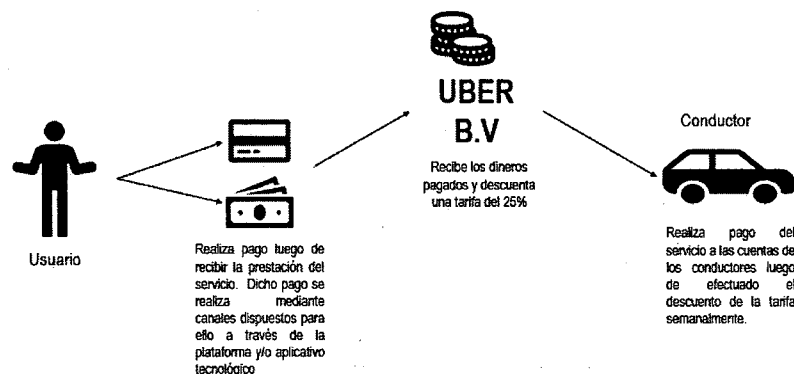 Usuario
Realiza pago luego de
recibir la prestación del
servicio. Dicho pago se
realiza mediante
canales dispuestos para
ello a través de la
plataforma y/o aplicativo
tecnológico
UBER
B.V
Recibe los dineros
pagados y descuenta
una tarifa del 25%
Conductor
Realiza pago del
servicio a las cuentas de
los conductores luego
de efectuado el
descuento de la tarifa
semanalmente.